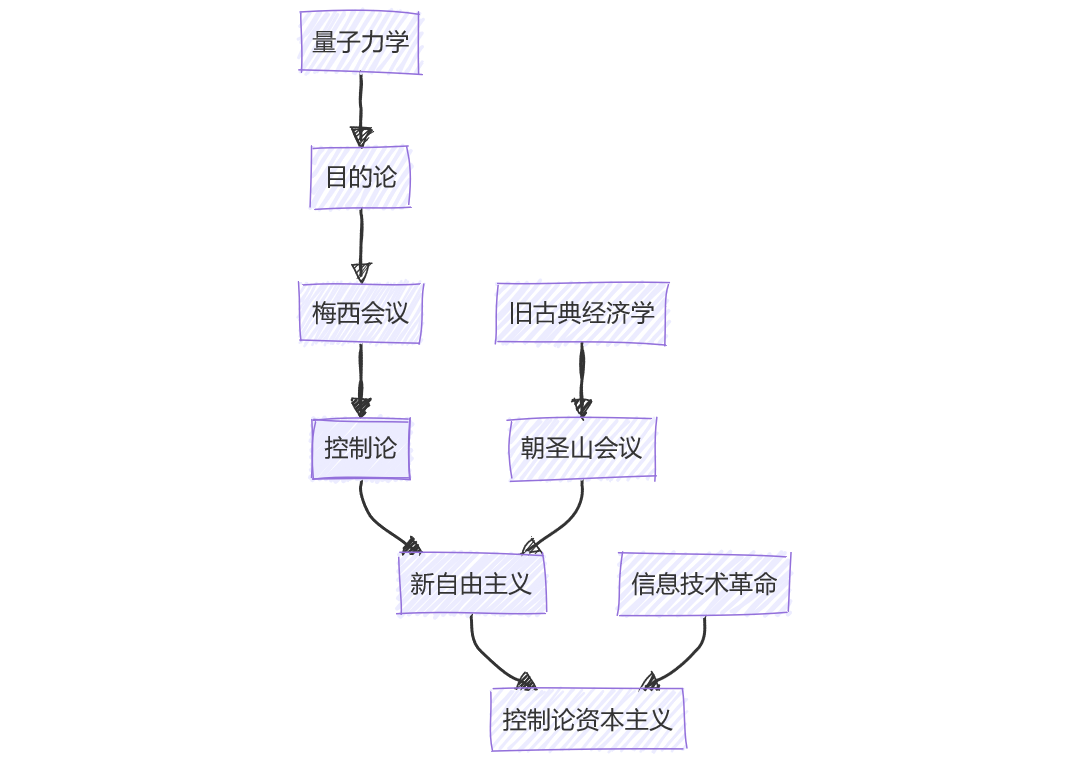 量子力学
目的论
梅西会议
旧古典经济学
控制论
朝圣山会议
新自由主义
信息技术革命
控制论资本主义